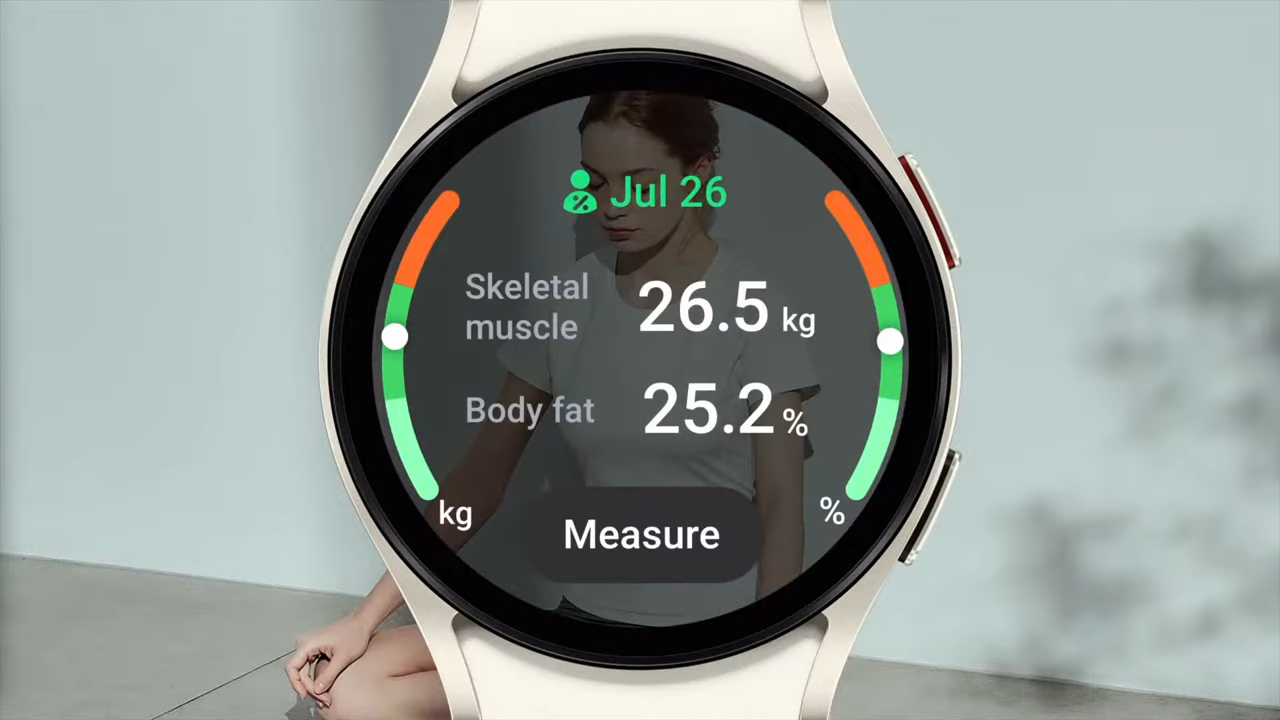 Jul 26
Skeletal
muscle
26.5 kg
Body fat
25.2 %
kg
%
Measure